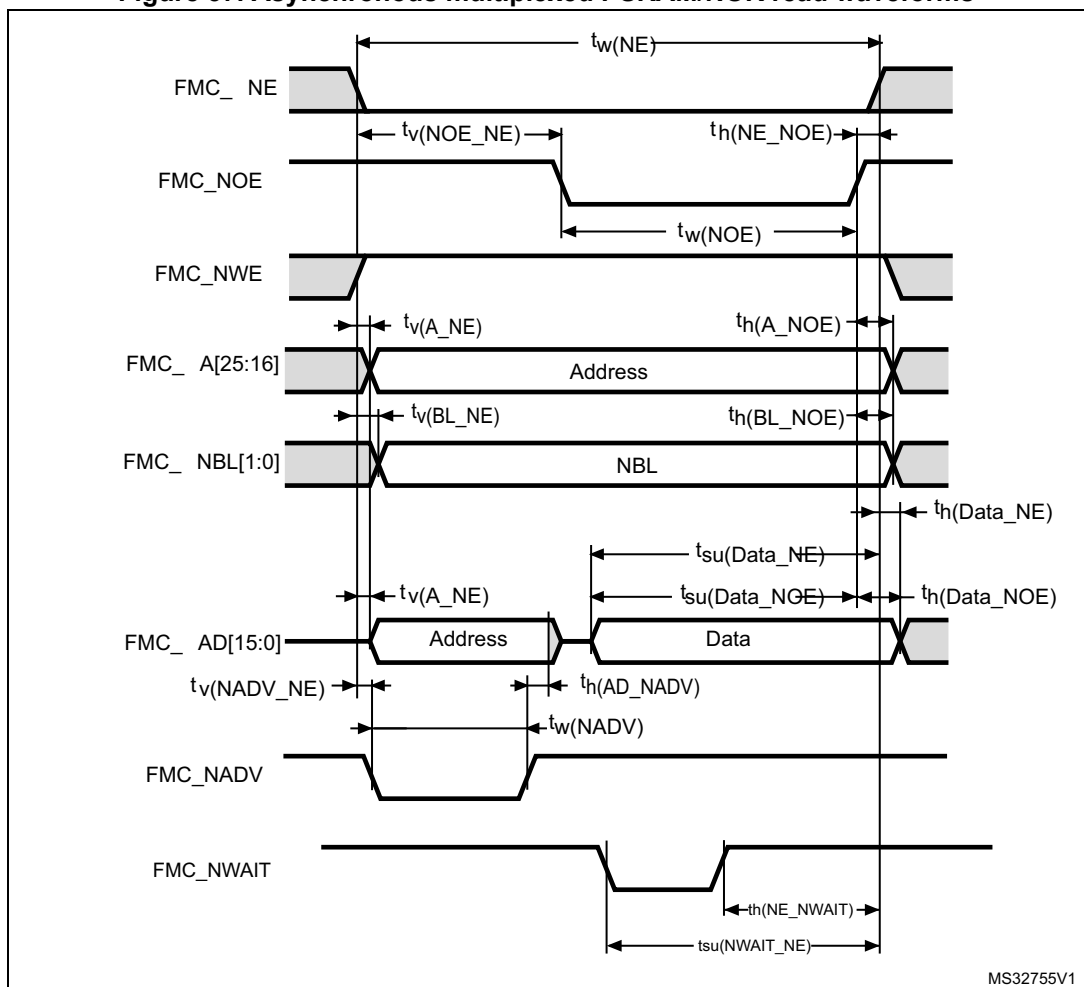 tw(NE)
FMC_ NE
tv(NOE_NE)
th(NE_NOE)
FMC_NOE
tw(NOE)
FMC_NWE
tv(A_NE)
th(A_NOE)
FMC_ A[25:16]
Address
tv(BL_NE)
th(BL_NOE)
FMC_ NBL[1:0]
NBL
th(Data_NE)
tsu(Data_NE)
tv(A_NE)
tsu(Data_NOE)
th(Data_NOE)
FMC_ AD[15:0]
Address
Data
tv(NADV_NE)
th(AD_NADV)
tw(NADV)
FMC_NADV
FMC_NWAIT
th(NE_NWAIT)
tsu(NWAIT_NE)
MS32755V1